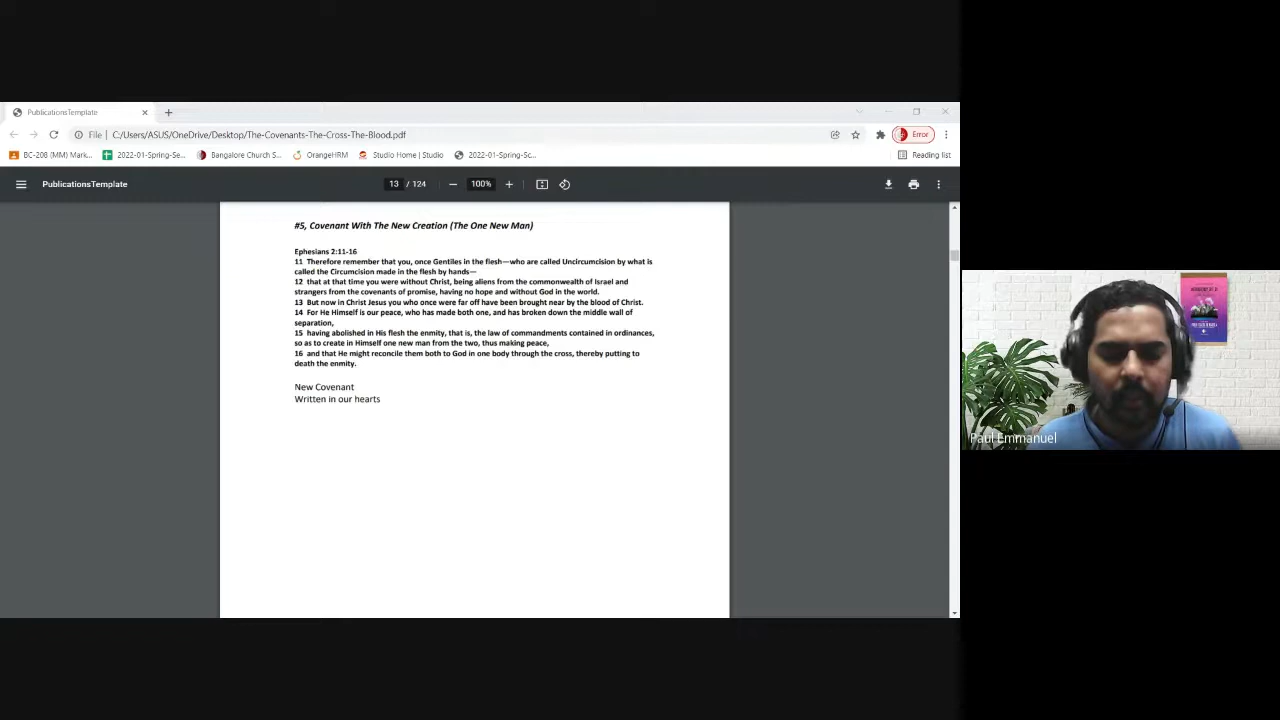 PublicationsTemplate
File
C:/Users/ASUS/OneDrive/Desktop/The-Covenants-The-Cross-The-Blood.pdf
Error
BC-208 (MM) Mark...
2022-01-Spring-Se...
Bangalore Church S...
OrangeHRM
Studio Home | Studio
2022-01-Spring-Sc...
Reading list
PublicationsTemplate
13 / 124
100%
#5, Covenant With The New Creation (The One New Man)
Ephesians 2:11-16
11 Therefore remember that you, once Gentiles in the flesh—who are called Uncircumcision by what is
called the Circumcision made in the flesh by hands—
12 that at that time you were without Christ, being aliens from the commonwealth of Israel and
strangers from the covenants of promise, having no hope and without God in the world.
13 But now in Christ Jesus you who once were far off have been brought near by the blood of Christ.
14 For He Himself is our peace, who has made both one, and has broken down the middle wall of
separation,
15 having abolished in His flesh the enmity, that is, the law of commandments contained in ordinances,
so as to create in Himself one new man from the two, thus making peace,
16 and that He might reconcile them both to God in one body through the cross, thereby putting to
death the enmity.
New Covenant
Written in our hearts
Paul Emmanuel